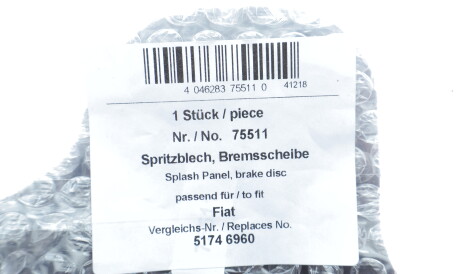 4 046283 75511 0 41218
1 Stück / piece
Nr. / No. 75511
Spritzblech, Bremsscheibe
Splash Panel, brake disc
passend für / to fit
Fiat
Vergleichs-Nr. / Replaces No.
5174 6960